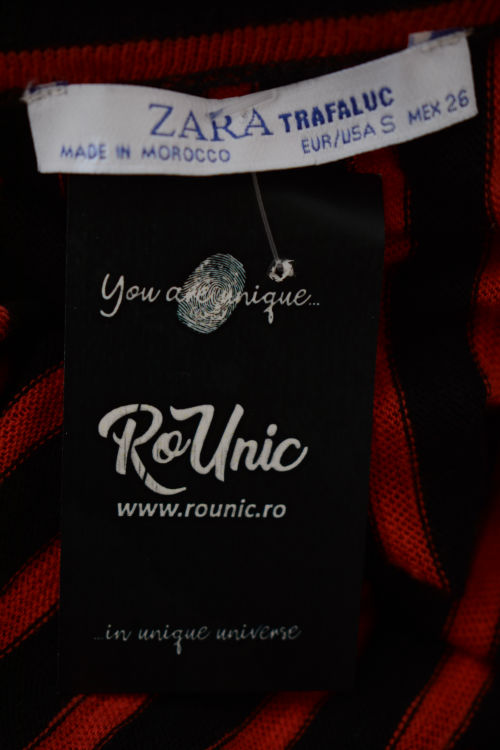 ZARA TRAFALUC
MADE IN MOROCCO EUR/USA S MEX 26
You are unique...
RoUnic
www.rounic.ro
...in unique universe